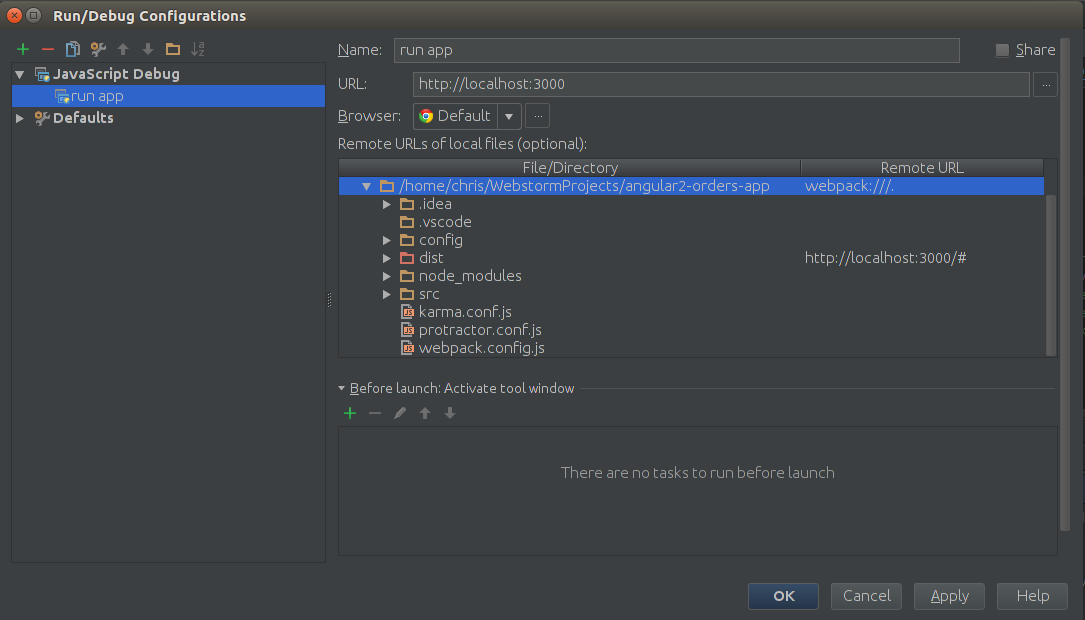 Run/Debug Configurations
Name: run app Share
JavaScript Debug
run app
Defaults
URL: http://localhost:3000 ...
Browser: Default ...
Remote URLs of local files (optional):
File/Directory Remote URL
/home/chris/WebstormProjects/angular2-orders-app webpack:///.
.idea
.vscode
config
dist http://localhost:3000/#
node_modules
src
karma.conf.js
protractor.conf.js
webpack.config.js
Before launch: Activate tool window
There are no tasks to run before launch
OK Cancel Apply Help